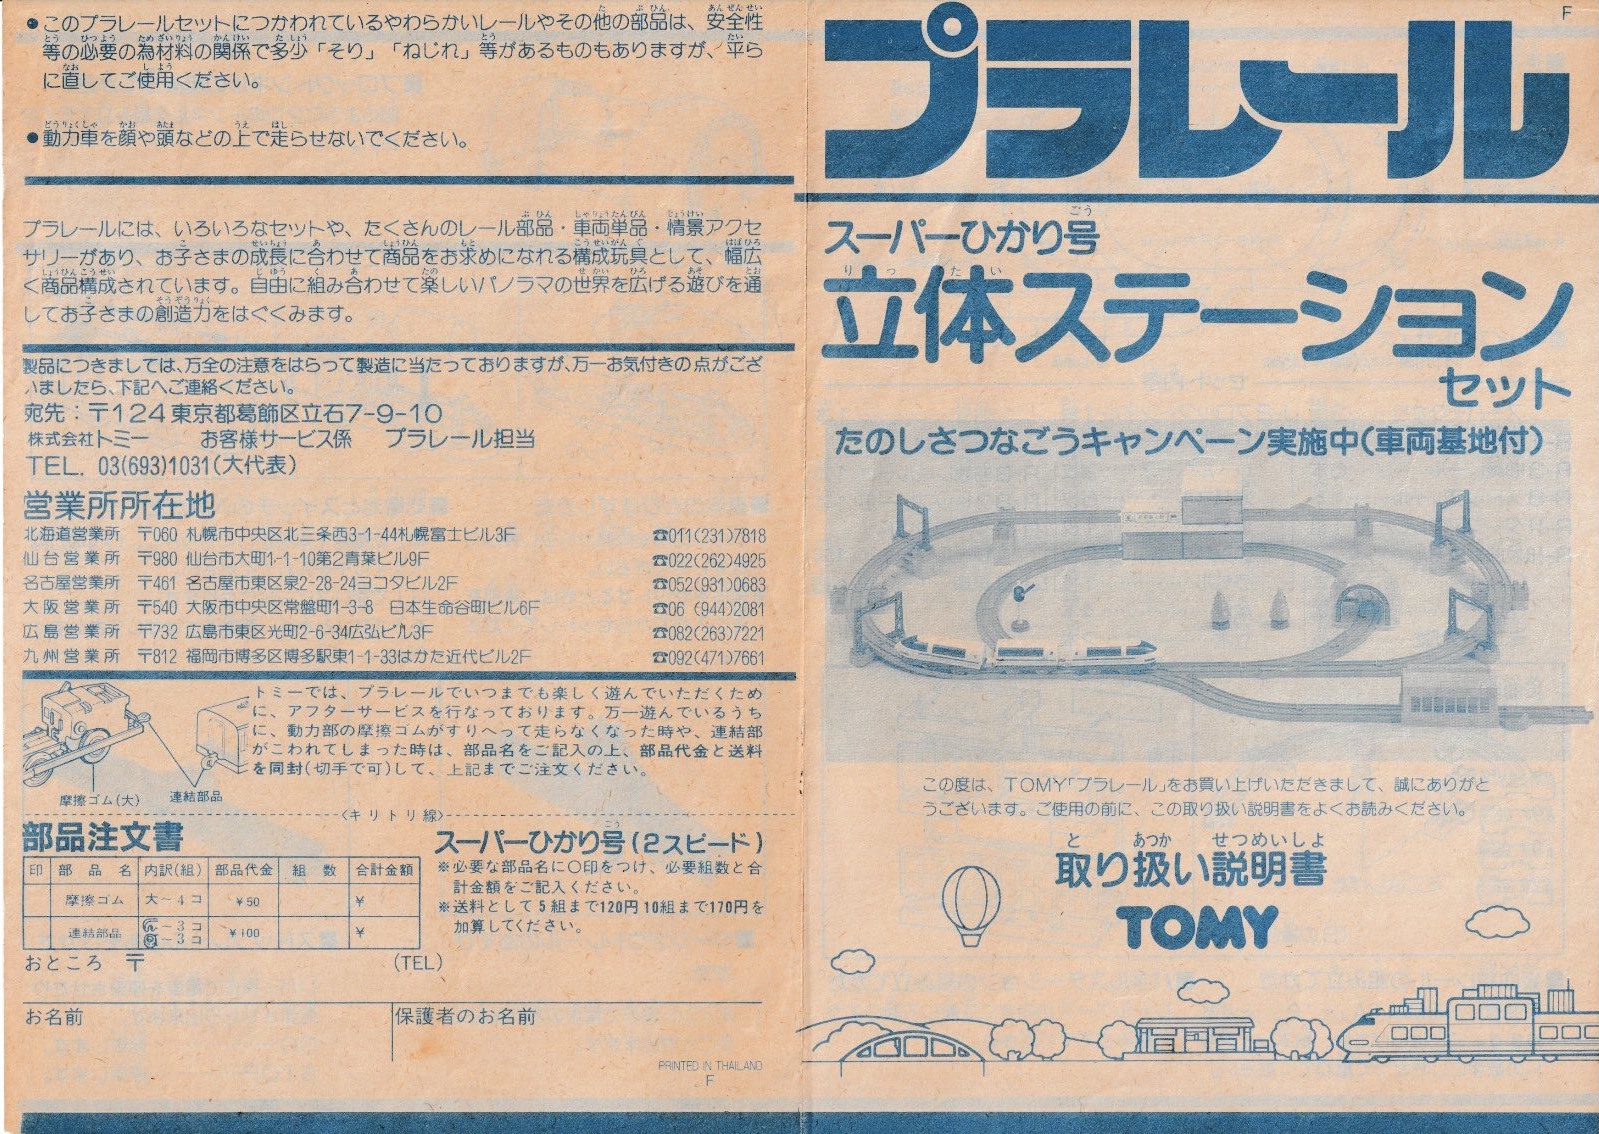 ●このプラレールセットにつかわれているやわらかいレールやその他の部品は、安全性
等の必要の為材料の関係で多少「そり」「ねじれ」等があるものもありますが、平ら
に直してご使用ください。
●動力車を顔や頭などの上で走らせないでください。
プラレールには、いろいろなセットや、たくさんのレール部品・車両単品・情景アクセ
サリーがあり、お子さまの成長に合わせて商品をお求めになれる構成玩具として、幅広
く商品構成されています。自由に組み合わせて楽しいパノラマの世界を広げる遊びを通
してお子さまの創造力をはぐくみます。
製品につきましては、万全の注意をはらって製造に当たっておりますが、万一お気付きの点がござ
いましたら、下記へご連絡ください。
宛先：〒124 東京都葛飾区立石7-9-10
株式会社トミー　お客様サービス係　プラレール担当
TEL. 03(693)1031(大代表)
営業所所在地
北海道営業所 〒060 札幌市中央区北三条西3-1-44札幌富士ビル3F ☎011(231)7818
仙台営業所 〒980 仙台市大町1-1-10第2青葉ビル9F ☎022(262)4925
名古屋営業所 〒461 名古屋市東区泉2-28-24ヨコタビル2F ☎052(931)0683
大阪営業所 〒540 大阪市中央区常盤町1-3-8 日本生命谷町ビル6F ☎06 (944)2081
広島営業所 〒732 広島市東区光町2-6-34広弘ビル3F ☎082(263)7221
九州営業所 〒812 福岡市博多区博多駅東1-1-33はかた近代ビル2F ☎092(471)7661
トミーでは、プラレールでいつまでも楽しく遊んでいただくため
に、アフターサービスを行なっております。万一遊んでいるうち
に、動力部の摩擦ゴムがすりへって走らなくなった時や、連結部
がこわれてしまった時は、部品名をご記入の上、部品代金と送料
を同封(切手で可)して、上記までご注文ください。
摩擦ゴム(大)
連結部品
〈キリトリ線〉
部品注文書
スーパーひかり号(2スピード)
ごう
※必要な部品名に○印をつけ、必要組数と合
計金額をご記入ください。
※送料として5組まで120円10組まで170円を
加算してください。
印 部品名 内訳(組) 部品代金 組数 合計金額
摩擦ゴム 大〜4コ ¥50 ¥
連結部品 〜3コ 〜3コ ¥100 ¥
おところ 〒 (TEL)
お名前 保護者のお名前
PRINTED IN THAILAND
F
F
プラレール
ごう
スーパーひかり号
りったい
立体ステーション
セット
たのしさつなごうキャンペーン実施中(車両基地付)
この度は、TOMY「プラレール」をお買い上げいただきまして、誠にありがと
うございます。ご使用の前に、この取り扱い説明書をよくお読みください。
と あつか せつめいしよ
取り扱い説明書
TOMY